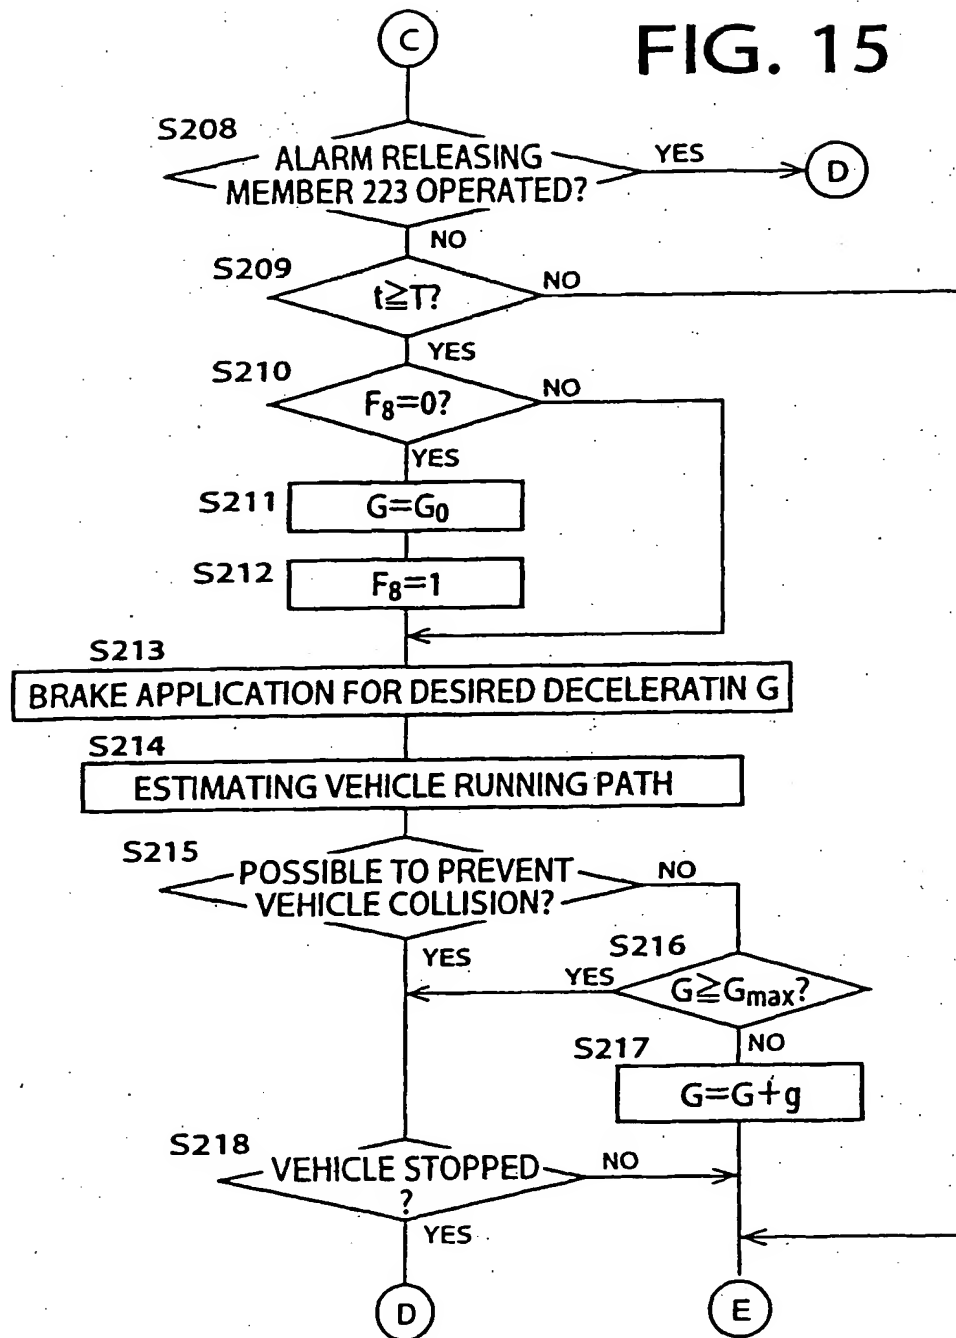 C
FIG. 15
S208
ALARM RELEASING
MEMBER 223 OPERATED?
YES
D
NO
S209
t≧T?
NO
YES
S210
F8=0?
NO
YES
S211
G=G0
S212
F8=1
S213
BRAKE APPLICATION FOR DESIRED DECELERATIN G
S214
ESTIMATING VEHICLE RUNNING PATH
S215
POSSIBLE TO PREVENT
VEHICLE COLLISION?
NO
YES
S216
YES
G≧Gmax?
NO
S217
G=G+g
S218
VEHICLE STOPPED
?
NO
YES
D
E